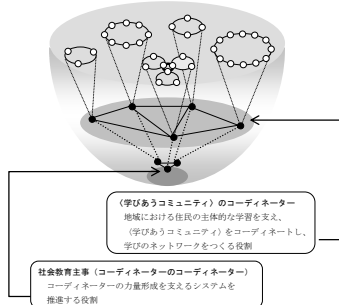 〈学びあうコミュニティ〉のコーディネーター
地域における住民の主体的な学習を支え、
〈学びあうコミュニティ〉をコーディネートし、
学びのネットワークをつくる役割
社会教育主事（コーディネーターのコーディネーター）
コーディネーターの力量形成を支えるシステムを
推進する役割